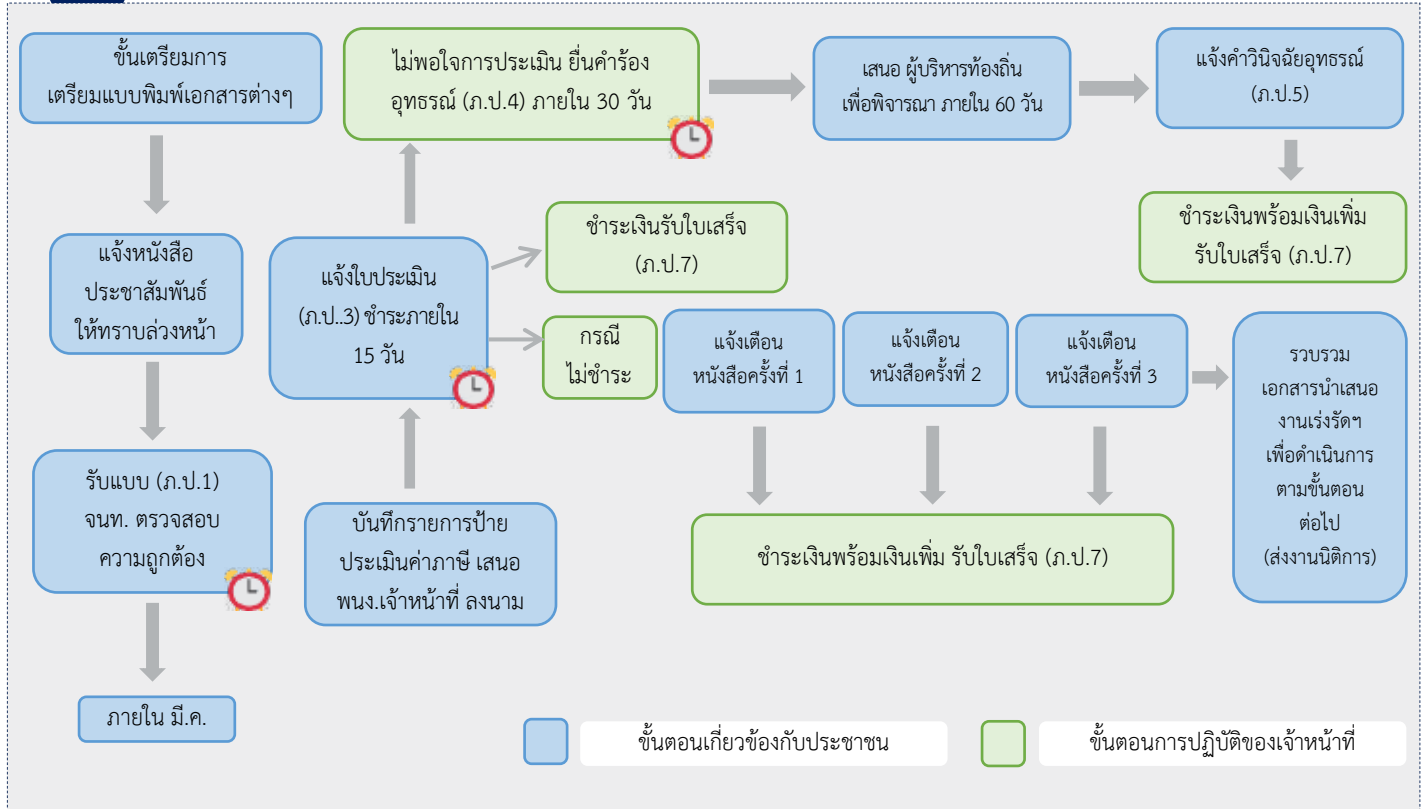 ขั้นเตรียมการ
เตรียมแบบพิมพ์เอกสารต่างๆ
ไม่พอใจการประเมิน ยื่นคำร้อง
อุทธรณ์ (ภ.ป.4) ภายใน 30 วัน
เสนอ ผู้บริหารท้องถิ่น
เพื่อพิจารณา ภายใน 60 วัน
แจ้งคำวินิจฉัยอุทธรณ์
(ภ.ป.5)
ชำระเงินพร้อมเงินเพิ่ม
รับใบเสร็จ (ภ.ป.7)
แจ้งหนังสือ
ประชาสัมพันธ์
ให้ทราบล่วงหน้า
แจ้งใบประเมิน
(ภ.ป..3) ชำระภายใน
15 วัน
ชำระเงินรับใบเสร็จ
(ภ.ป.7)
กรณี
ไม่ชำระ
แจ้งเตือน
หนังสือครั้งที่ 1
แจ้งเตือน
หนังสือครั้งที่ 2
แจ้งเตือน
หนังสือครั้งที่ 3
รวบรวม
เอกสารนำเสนอ
งานเร่งรัดฯ
เพื่อดำเนินการ
ตามขั้นตอน
ต่อไป
(ส่งงานนิติการ)
รับแบบ (ภ.ป.1)
จนท. ตรวจสอบ
ความถูกต้อง
บันทึกรายการป้าย
ประเมินค่าภาษี เสนอ
พนง.เจ้าหน้าที่ ลงนาม
ชำระเงินพร้อมเงินเพิ่ม รับใบเสร็จ (ภ.ป.7)
ภายใน มี.ค.
ขั้นตอนเกี่ยวข้องกับประชาชน
ขั้นตอนการปฏิบัติของเจ้าหน้าที่